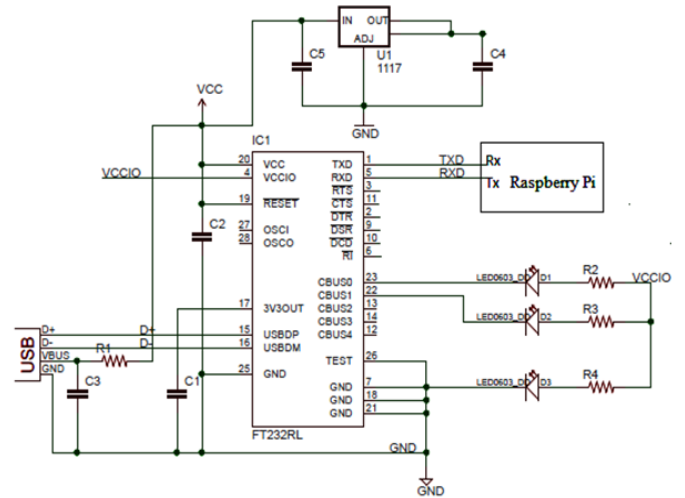 IN OUT
ADJ
U1
1117
C5
C4
GND
VCC
IC1
VCCIO
20 VCC TXD 1 TXD Rx
4 VCCIO RXD 5 RXD Tx Raspberry Pi
RTS 3
19 RESET CTS 11
DTR 2
27 OSCI DSR 9
28 OSCO DCD 10
RI 6
C2
CBUS0 23 LED0603_D0 D1 R2 VCCIO
CBUS1 22
17 3V3OUT CBUS2 13 LED0603_D0 D2 R3
CBUS3 14
D+ D+ 15 USBDP CBUS4 12
D- D- 16 USBDM
USB
VBUS R1
GND
TEST 26
25 GND
GND 7 LED0603_D0 D3 R4
GND 18
GND 21
C3
C1
FT232RL
GND
GND